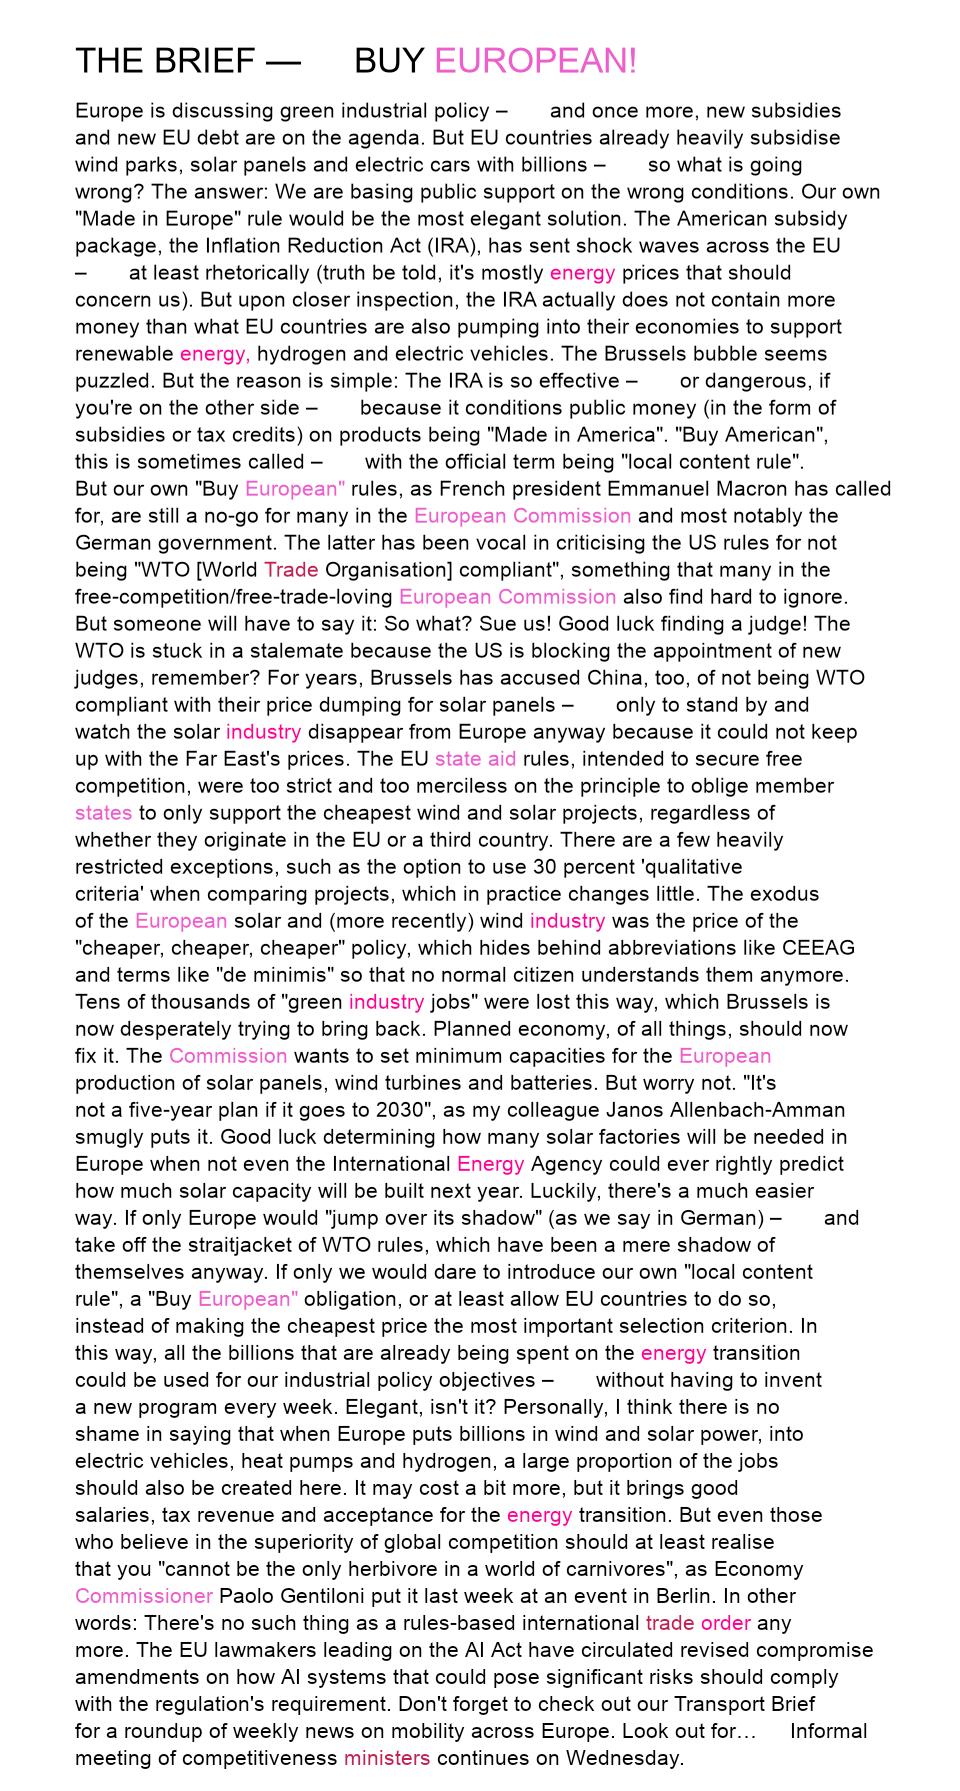 THE BRIEF — BUY EUROPEAN!
Europe is discussing green industrial policy – and once more, new subsidies
and new EU debt are on the agenda. But EU countries already heavily subsidise
wind parks, solar panels and electric cars with billions – so what is going
wrong? The answer: We are basing public support on the wrong conditions. Our own
"Made in Europe" rule would be the most elegant solution. The American subsidy
package, the Inflation Reduction Act (IRA), has sent shock waves across the EU
– at least rhetorically (truth be told, it's mostly energy prices that should
concern us). But upon closer inspection, the IRA actually does not contain more
money than what EU countries are also pumping into their economies to support
renewable energy, hydrogen and electric vehicles. The Brussels bubble seems
puzzled. But the reason is simple: The IRA is so effective – or dangerous, if
you're on the other side – because it conditions public money (in the form of
subsidies or tax credits) on products being "Made in America". "Buy American",
this is sometimes called – with the official term being "local content rule".
But our own "Buy European" rules, as French president Emmanuel Macron has called
for, are still a no-go for many in the European Commission and most notably the
German government. The latter has been vocal in criticising the US rules for not
being "WTO [World Trade Organisation] compliant", something that many in the
free-competition/free-trade-loving European Commission also find hard to ignore.
But someone will have to say it: So what? Sue us! Good luck finding a judge! The
WTO is stuck in a stalemate because the US is blocking the appointment of new
judges, remember? For years, Brussels has accused China, too, of not being WTO
compliant with their price dumping for solar panels – only to stand by and
watch the solar industry disappear from Europe anyway because it could not keep
up with the Far East's prices. The EU state aid rules, intended to secure free
competition, were too strict and too merciless on the principle to oblige member
states to only support the cheapest wind and solar projects, regardless of
whether they originate in the EU or a third country. There are a few heavily
restricted exceptions, such as the option to use 30 percent 'qualitative
criteria' when comparing projects, which in practice changes little. The exodus
of the European solar and (more recently) wind industry was the price of the
"cheaper, cheaper, cheaper" policy, which hides behind abbreviations like CEEAG
and terms like "de minimis" so that no normal citizen understands them anymore.
Tens of thousands of "green industry jobs" were lost this way, which Brussels is
now desperately trying to bring back. Planned economy, of all things, should now
fix it. The Commission wants to set minimum capacities for the European
production of solar panels, wind turbines and batteries. But worry not. "It's
not a five-year plan if it goes to 2030", as my colleague Janos Allenbach-Amman
smugly puts it. Good luck determining how many solar factories will be needed in
Europe when not even the International Energy Agency could ever rightly predict
how much solar capacity will be built next year. Luckily, there's a much easier
way. If only Europe would "jump over its shadow" (as we say in German) – and
take off the straitjacket of WTO rules, which have been a mere shadow of
themselves anyway. If only we would dare to introduce our own "local content
rule", a "Buy European" obligation, or at least allow EU countries to do so,
instead of making the cheapest price the most important selection criterion. In
this way, all the billions that are already being spent on the energy transition
could be used for our industrial policy objectives – without having to invent
a new program every week. Elegant, isn't it? Personally, I think there is no
shame in saying that when Europe puts billions in wind and solar power, into
electric vehicles, heat pumps and hydrogen, a large proportion of the jobs
should also be created here. It may cost a bit more, but it brings good
salaries, tax revenue and acceptance for the energy transition. But even those
who believe in the superiority of global competition should at least realise
that you "cannot be the only herbivore in a world of carnivores", as Economy
Commissioner Paolo Gentiloni put it last week at an event in Berlin. In other
words: There's no such thing as a rules-based international trade order any
more. The EU lawmakers leading on the AI Act have circulated revised compromise
amendments on how AI systems that could pose significant risks should comply
with the regulation's requirement. Don't forget to check out our Transport Brief
for a roundup of weekly news on mobility across Europe. Look out for… Informal
meeting of competitiveness ministers continues on Wednesday.